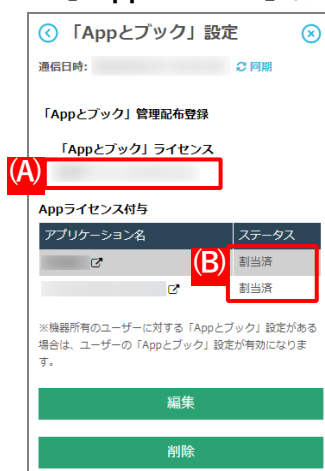 「Appとブック」設定
通信日時: 同期
「Appとブック」管理配布登録
「Appとブック」ライセンス
(A)
Appライセンス付与
アプリケーション名 ステータス
(B) 割当済
割当済
※機器所有のユーザーに対する「Appとブック」設定がある
場合は、ユーザーの「Appとブック」設定が有効になりま
す。
編集
削除